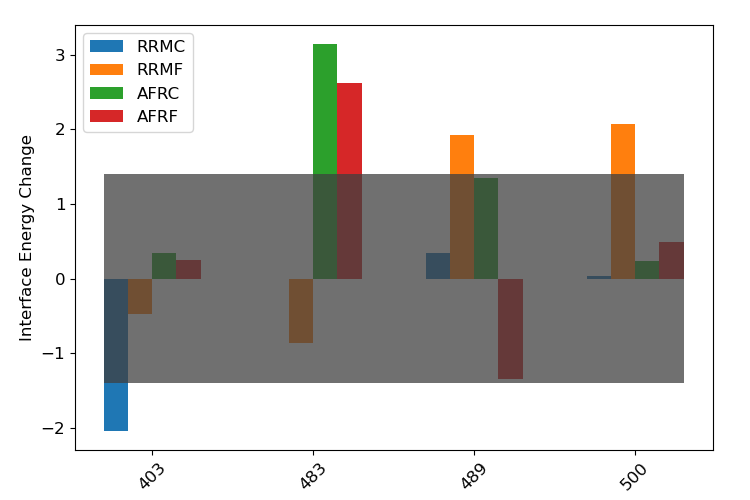 RRMC
RRMF
AFRC
AFRF
Interface Energy Change
3
2
1
0
−1
−2
403
483
489
500